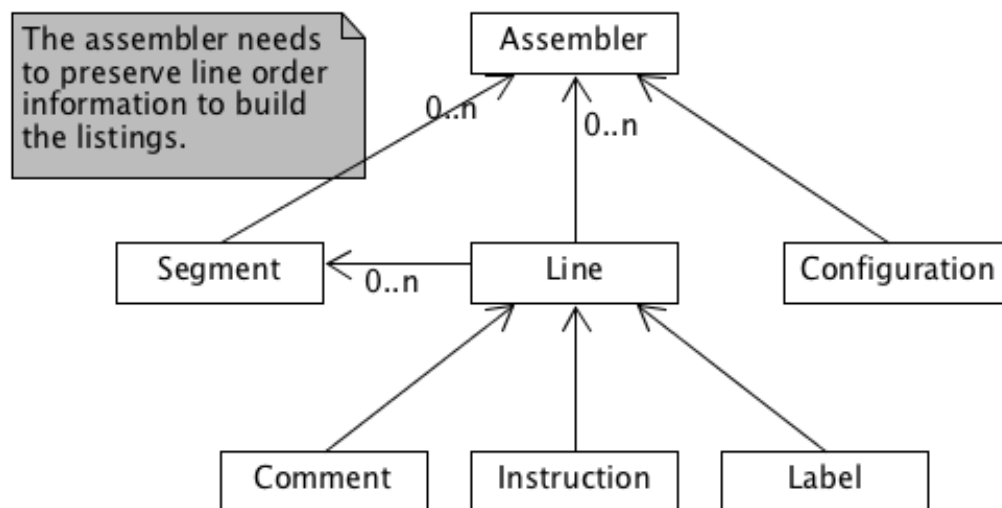 The assembler needs
to preserve line order
information to build
the listings.
Assembler
0..n
0..n
Segment
0..n
Line
Configuration
Comment
Instruction
Label